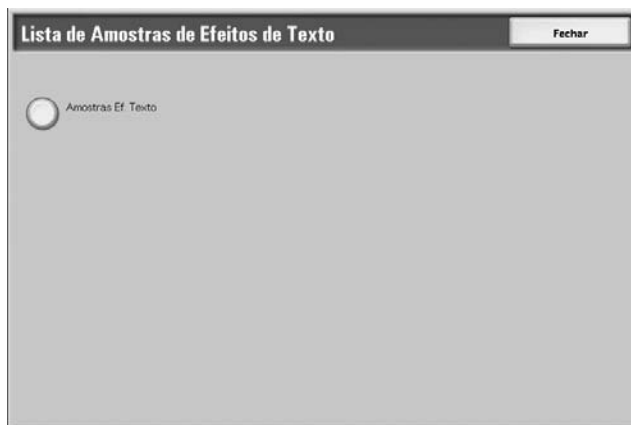 Lista de Amostras de Efeitos de Texto
Fechar
Amostras Ef. Texto